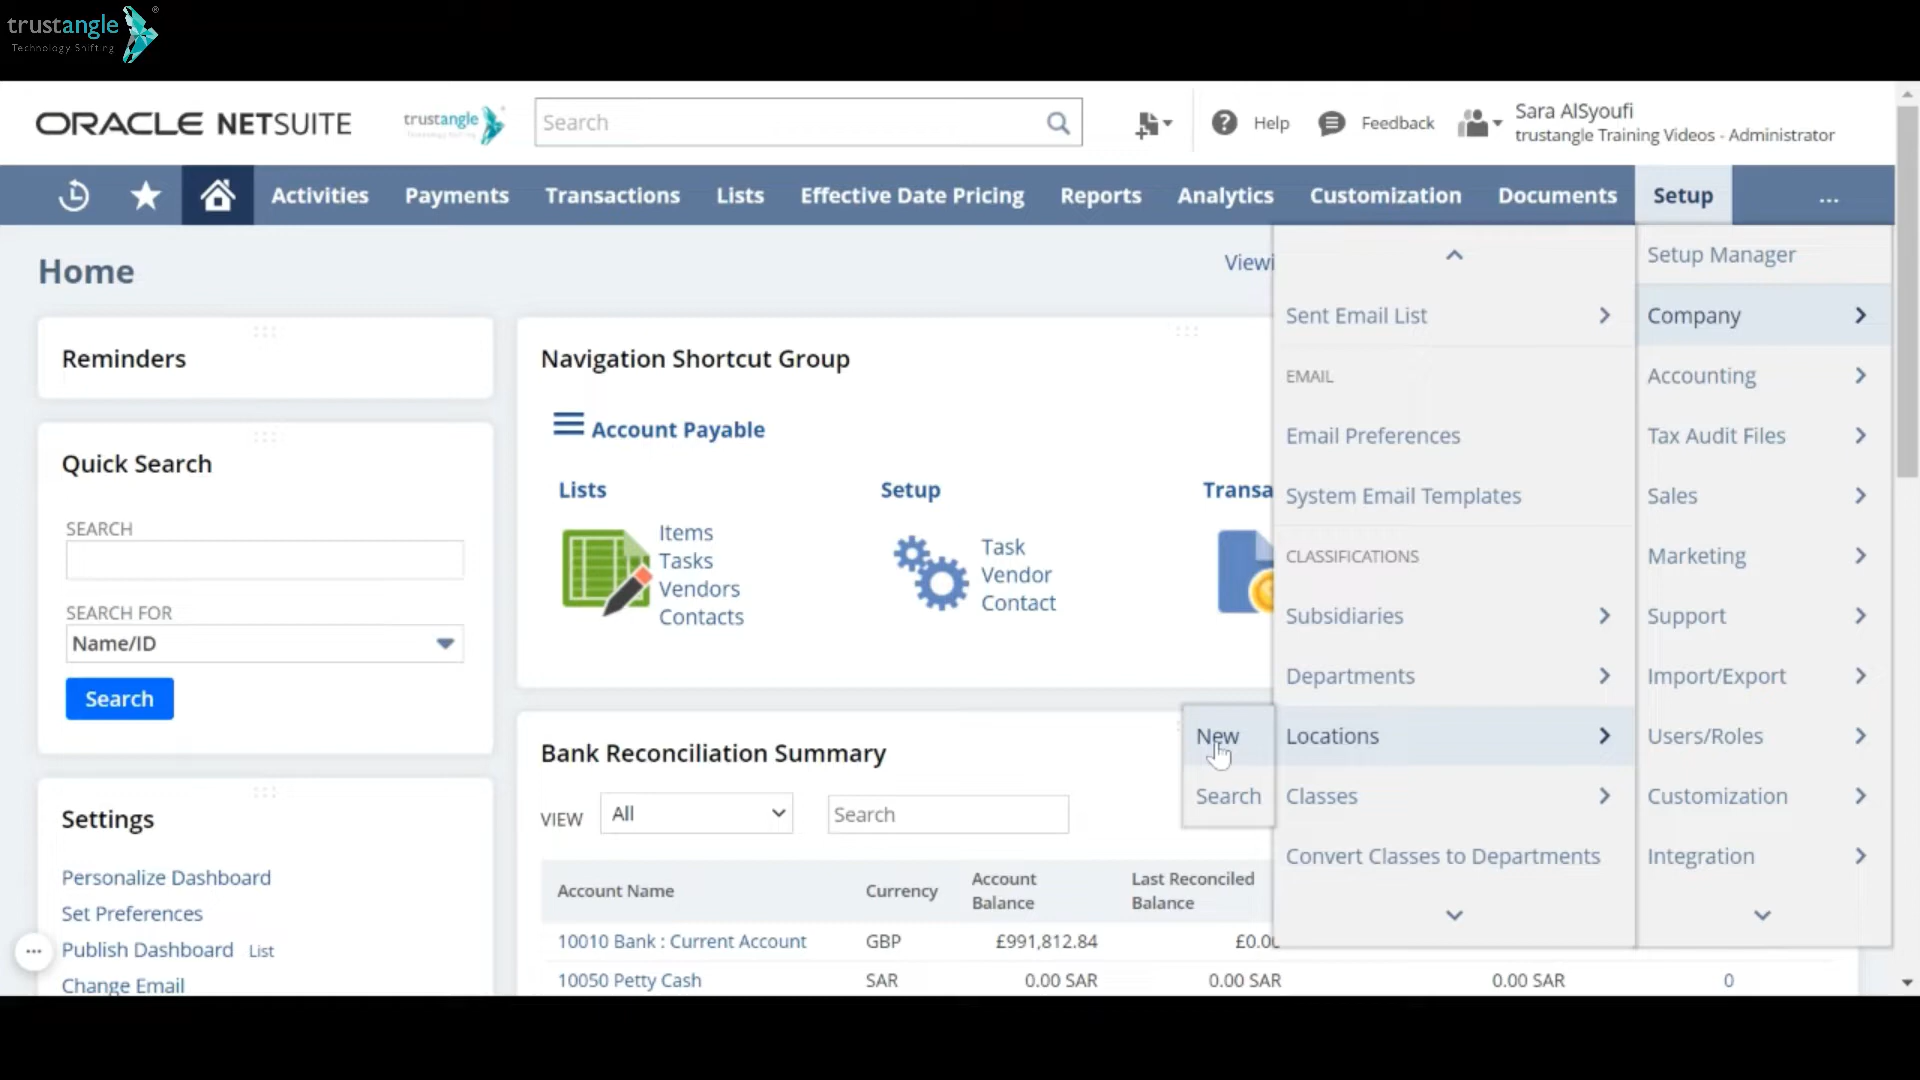 trustangle
Technology Shifting
ORACLE NETSUITE
trustangle
Technology Shifting
Search
Help
Feedback
Sara AlSyoufi
trustangle Training Videos - Administrator
Activities
Payments
Transactions
Lists
Effective Date Pricing
Reports
Analytics
Customization
Documents
Setup
...
Home
Viewi
Reminders
Quick Search
SEARCH
SEARCH FOR
Name/ID
Search
Settings
Personalize Dashboard
Set Preferences
Publish Dashboard List
Change Email
Navigation Shortcut Group
Account Payable
Lists
Items
Tasks
Vendors
Contacts
Setup
Task
Vendor
Contact
Transa
Bank Reconciliation Summary
VIEW
All
Search
Account Name
Currency
Account
Balance
Last Reconciled
Balance
10010 Bank : Current Account GBP £991,812.84 £0.00
10050 Petty Cash SAR 0.00 SAR 0.00 SAR 0.00 SAR 0
New
Search
Sent Email List
EMAIL
Email Preferences
System Email Templates
CLASSIFICATIONS
Subsidiaries
Departments
Locations
Classes
Convert Classes to Departments
Setup Manager
Company
Accounting
Tax Audit Files
Sales
Marketing
Support
Import/Export
Users/Roles
Customization
Integration